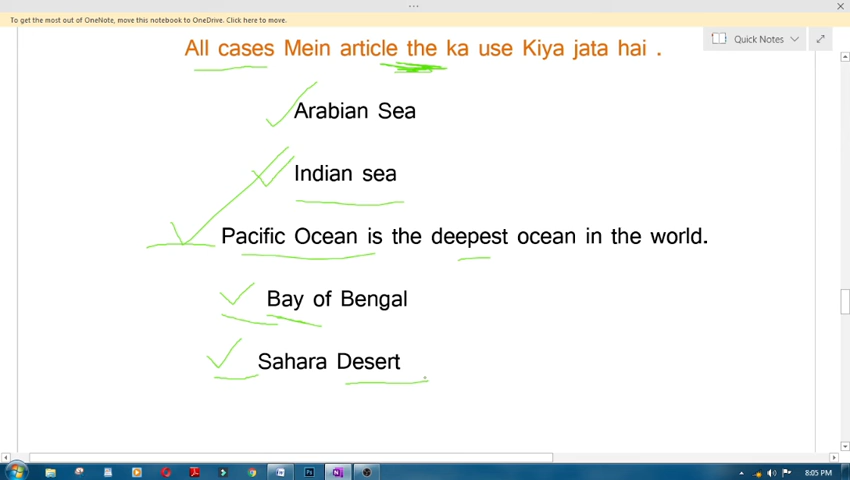 To get the most out of OneNote, move this notebook to OneDrive. Click here to move.
All cases Mein article the ka use Kiya jata hai .
Quick Notes
Arabian Sea
Indian sea
Pacific Ocean is the deepest ocean in the world.
Bay of Bengal
Sahara Desert
8:05 PM